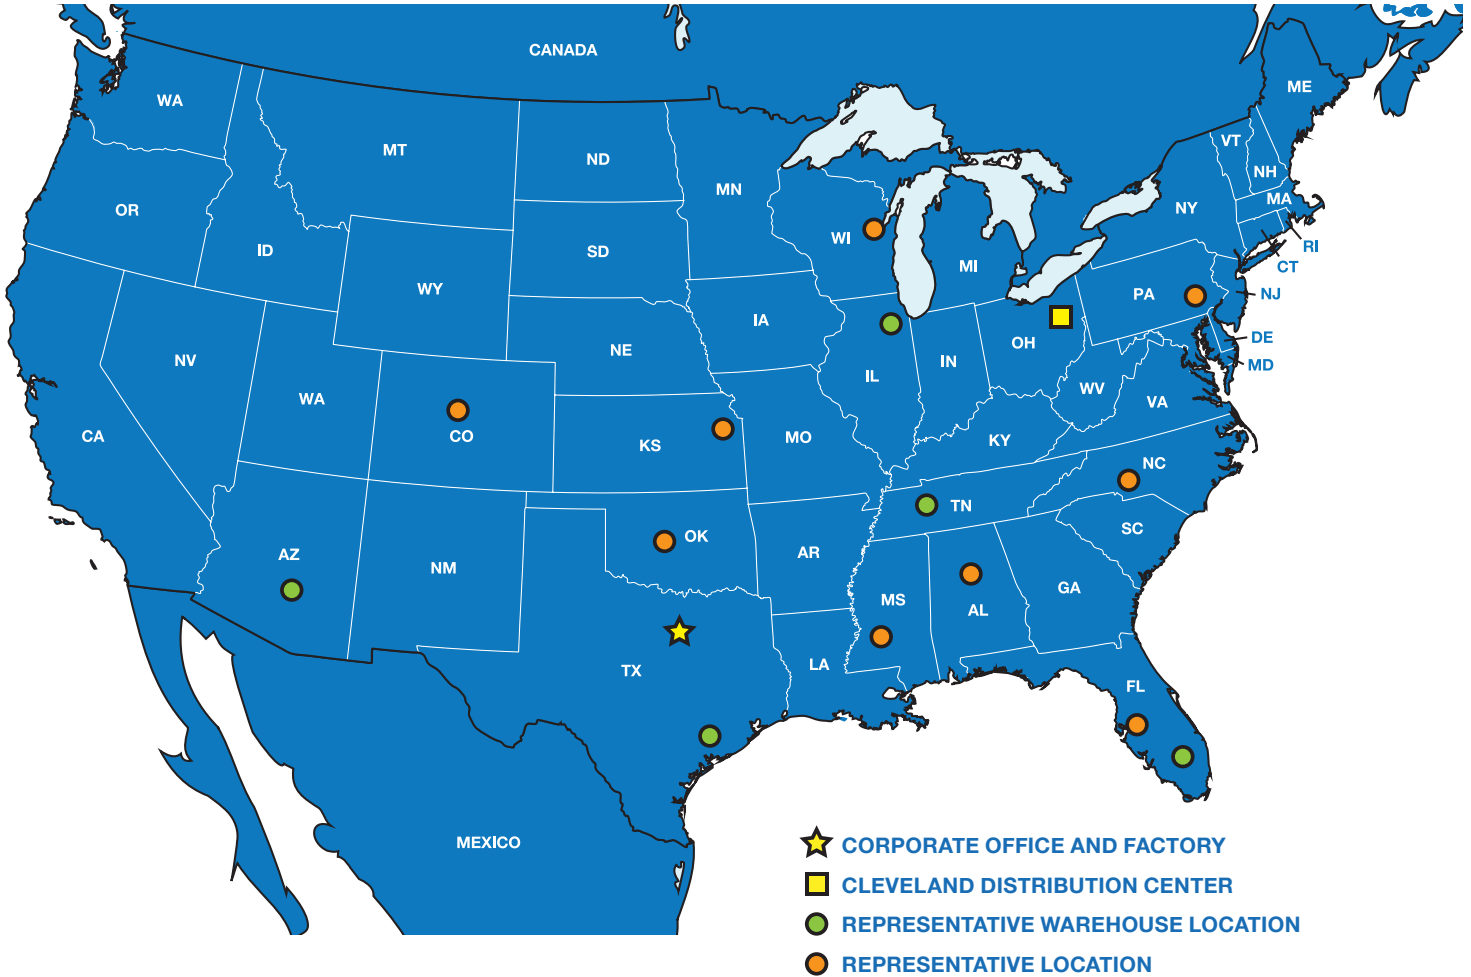 CANADA
WA
MT
ND
MN
ME
VT
NH
MA
NY
OR
ID
SD
WI
MI
RI
CT
WY
IA
PA
NJ
NV
NE
OH
DE
MD
WA
IL
IN
WV
VA
CA
CO
KS
MO
KY
NC
TN
AZ
NM
OK
AR
SC
MS
AL
GA
TX
LA
FL
MEXICO
CORPORATE OFFICE AND FACTORY
CLEVELAND DISTRIBUTION CENTER
REPRESENTATIVE WAREHOUSE LOCATION
REPRESENTATIVE LOCATION